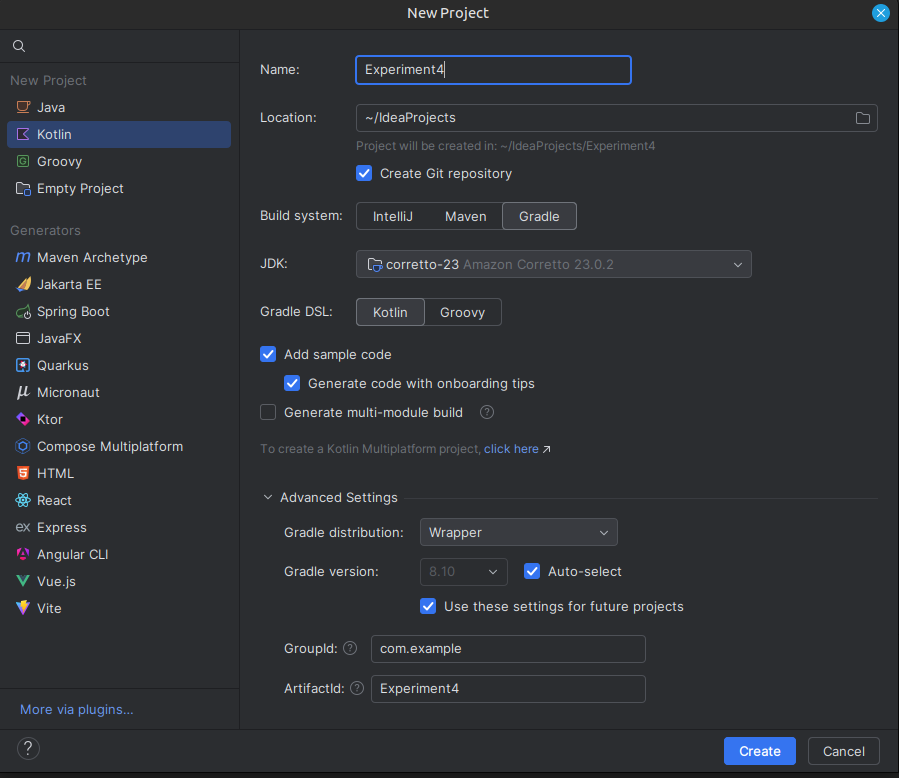 New Project
New Project
Java
Kotlin
G Groovy
Empty Project
Generators
m Maven Archetype
Jakarta EE
Spring Boot
JavaFX
Quarkus
μ Micronaut
Ktor
Compose Multiplatform
5 HTML
React
ex Express
Angular CLI
Vue.js
Vite
More via plugins...
?
Name: Experiment4
Location: ~/IdeaProjects
Project will be created in: ~/IdeaProjects/Experiment4
Create Git repository
Build system: IntelliJ Maven Gradle
JDK: corretto-23 Amazon Corretto 23.0.2
Gradle DSL: Kotlin Groovy
Add sample code
Generate code with onboarding tips
Generate multi-module build ?
To create a Kotlin Multiplatform project, click here ↗
Advanced Settings
Gradle distribution: Wrapper
Gradle version: 8.10 Auto-select
Use these settings for future projects
GroupId: ? com.example
ArtifactId: ? Experiment4
Create Cancel